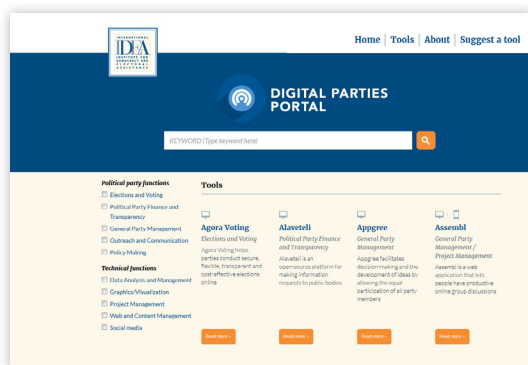 INTERNATIONAL
IDEA
INSTITUTE FOR
DEMOCRACY AND
ELECTORAL
ASSISTANCE
Home | Tools | About | Suggest a tool
DIGITAL PARTIES
PORTAL
KEYWORD (Type keyword here)
Political party functions
Elections and Voting
Political Party Finance and
Transparency
General Party Management
Outreach and Communication
Policy Making
Technical functions
Data Analysis and Management
Graphics/Visualization
Project Management
Web and Content Management
Social media
Tools
Agora Voting
Elections and Voting
Agora Voting helps
parties conduct secure,
flexible, transparent and
cost-effective elections
online
Read more »
Alaveteli
Political Party Finance
and Transparency
Alaveteli is an
opensource platform for
making information
requests to public bodies
Read more »
Appgree
General Party
Management
Appgree facilitates
decisionmaking and the
development of ideas by
allowing the equal
participation of all party
members
Read more »
Assembl
General Party
Management /
Project Management
Assembl is a web
application that lets
people have productive
online group discussions
Read more »